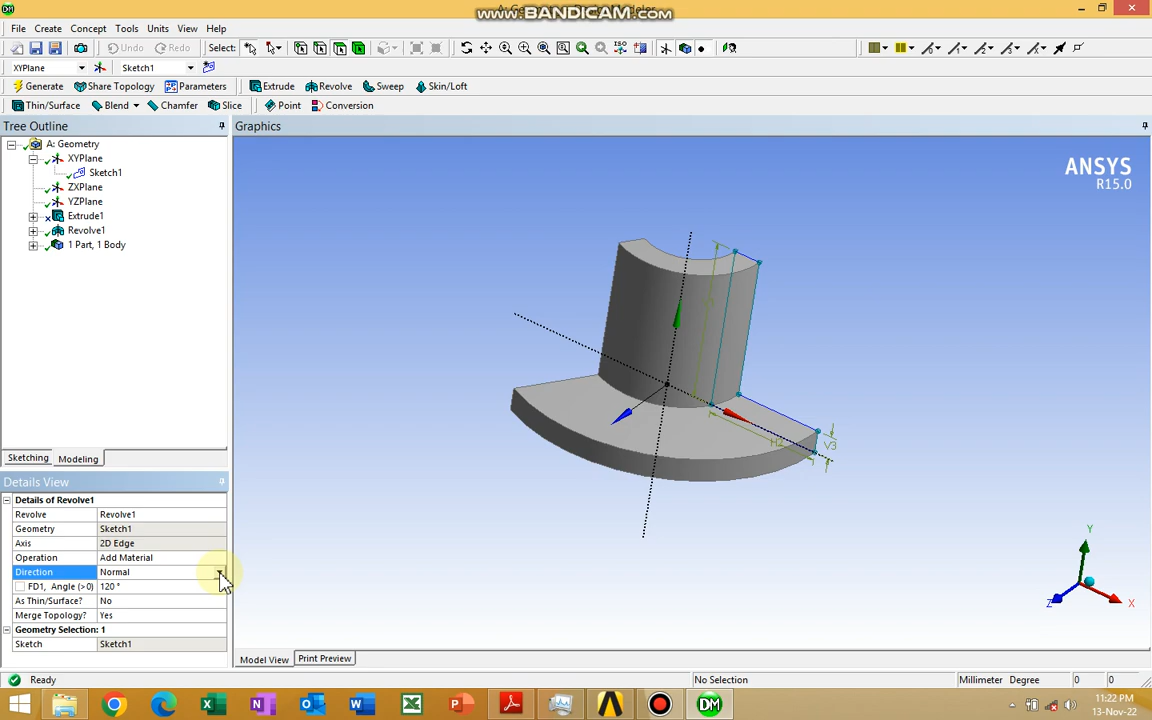 www.BANDICAM.com
File Create Concept Tools Units View Help
Undo Redo Select:
XYPlane Sketch1
Generate Share Topology Parameters Extrude Revolve Sweep Skin/Loft
Thin/Surface Blend Chamfer Slice Point Conversion
Tree Outline
Graphics
A: Geometry
XYPlane
Sketch1
ZXPlane
YZPlane
Extrude1
Revolve1
1 Part, 1 Body
ANSYS
R15.0
H2
V3
Sketching Modeling
Details View
Details of Revolve1
Revolve Revolve1
Geometry Sketch1
Axis 2D Edge
Operation Add Material
Direction Normal
FD1, Angle (>0) 120 °
As Thin/Surface? No
Merge Topology? Yes
Geometry Selection: 1
Sketch Sketch1
Y
Z
X
Model View Print Preview
Ready No Selection Millimeter Degree 0 0
DM
11:22 PM
13-Nov-22